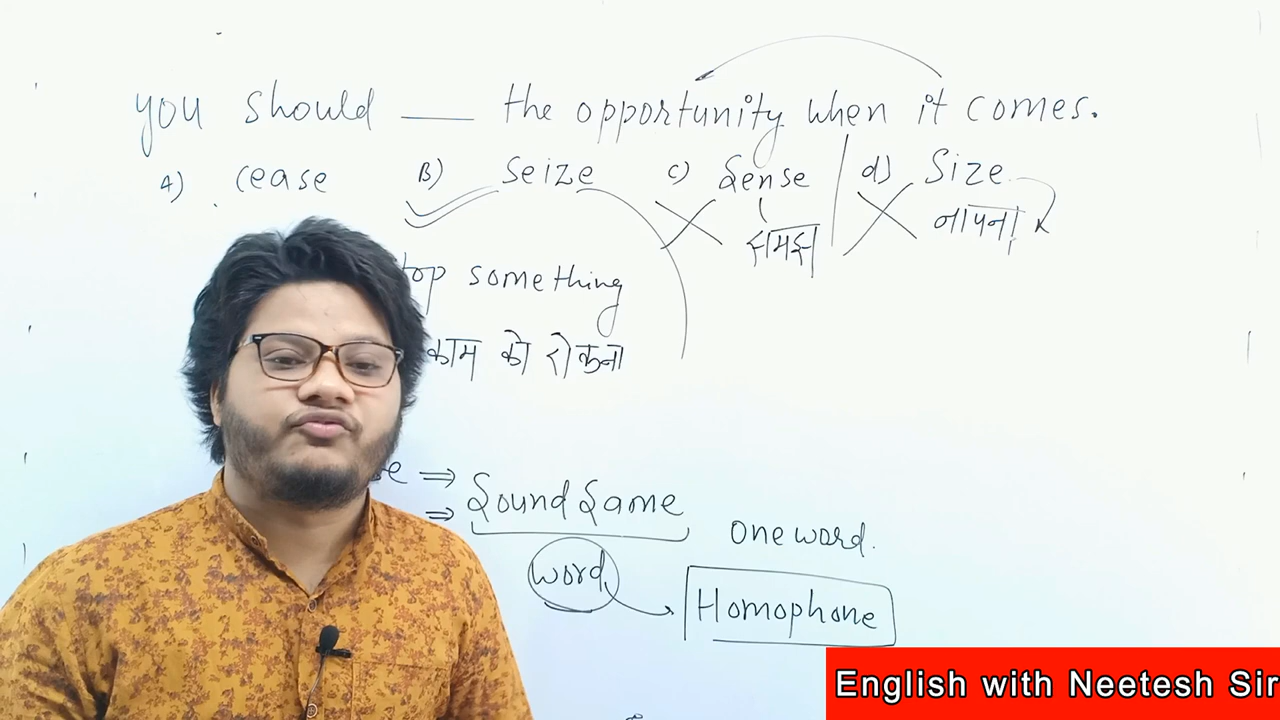 you should ___ the opportunity when it comes.
A) cease B) seize c) sense d) Size
समझ नापना
top something
काम को रोकना
Sound Same
one word.
word
Homophone
English with Neetesh Sir